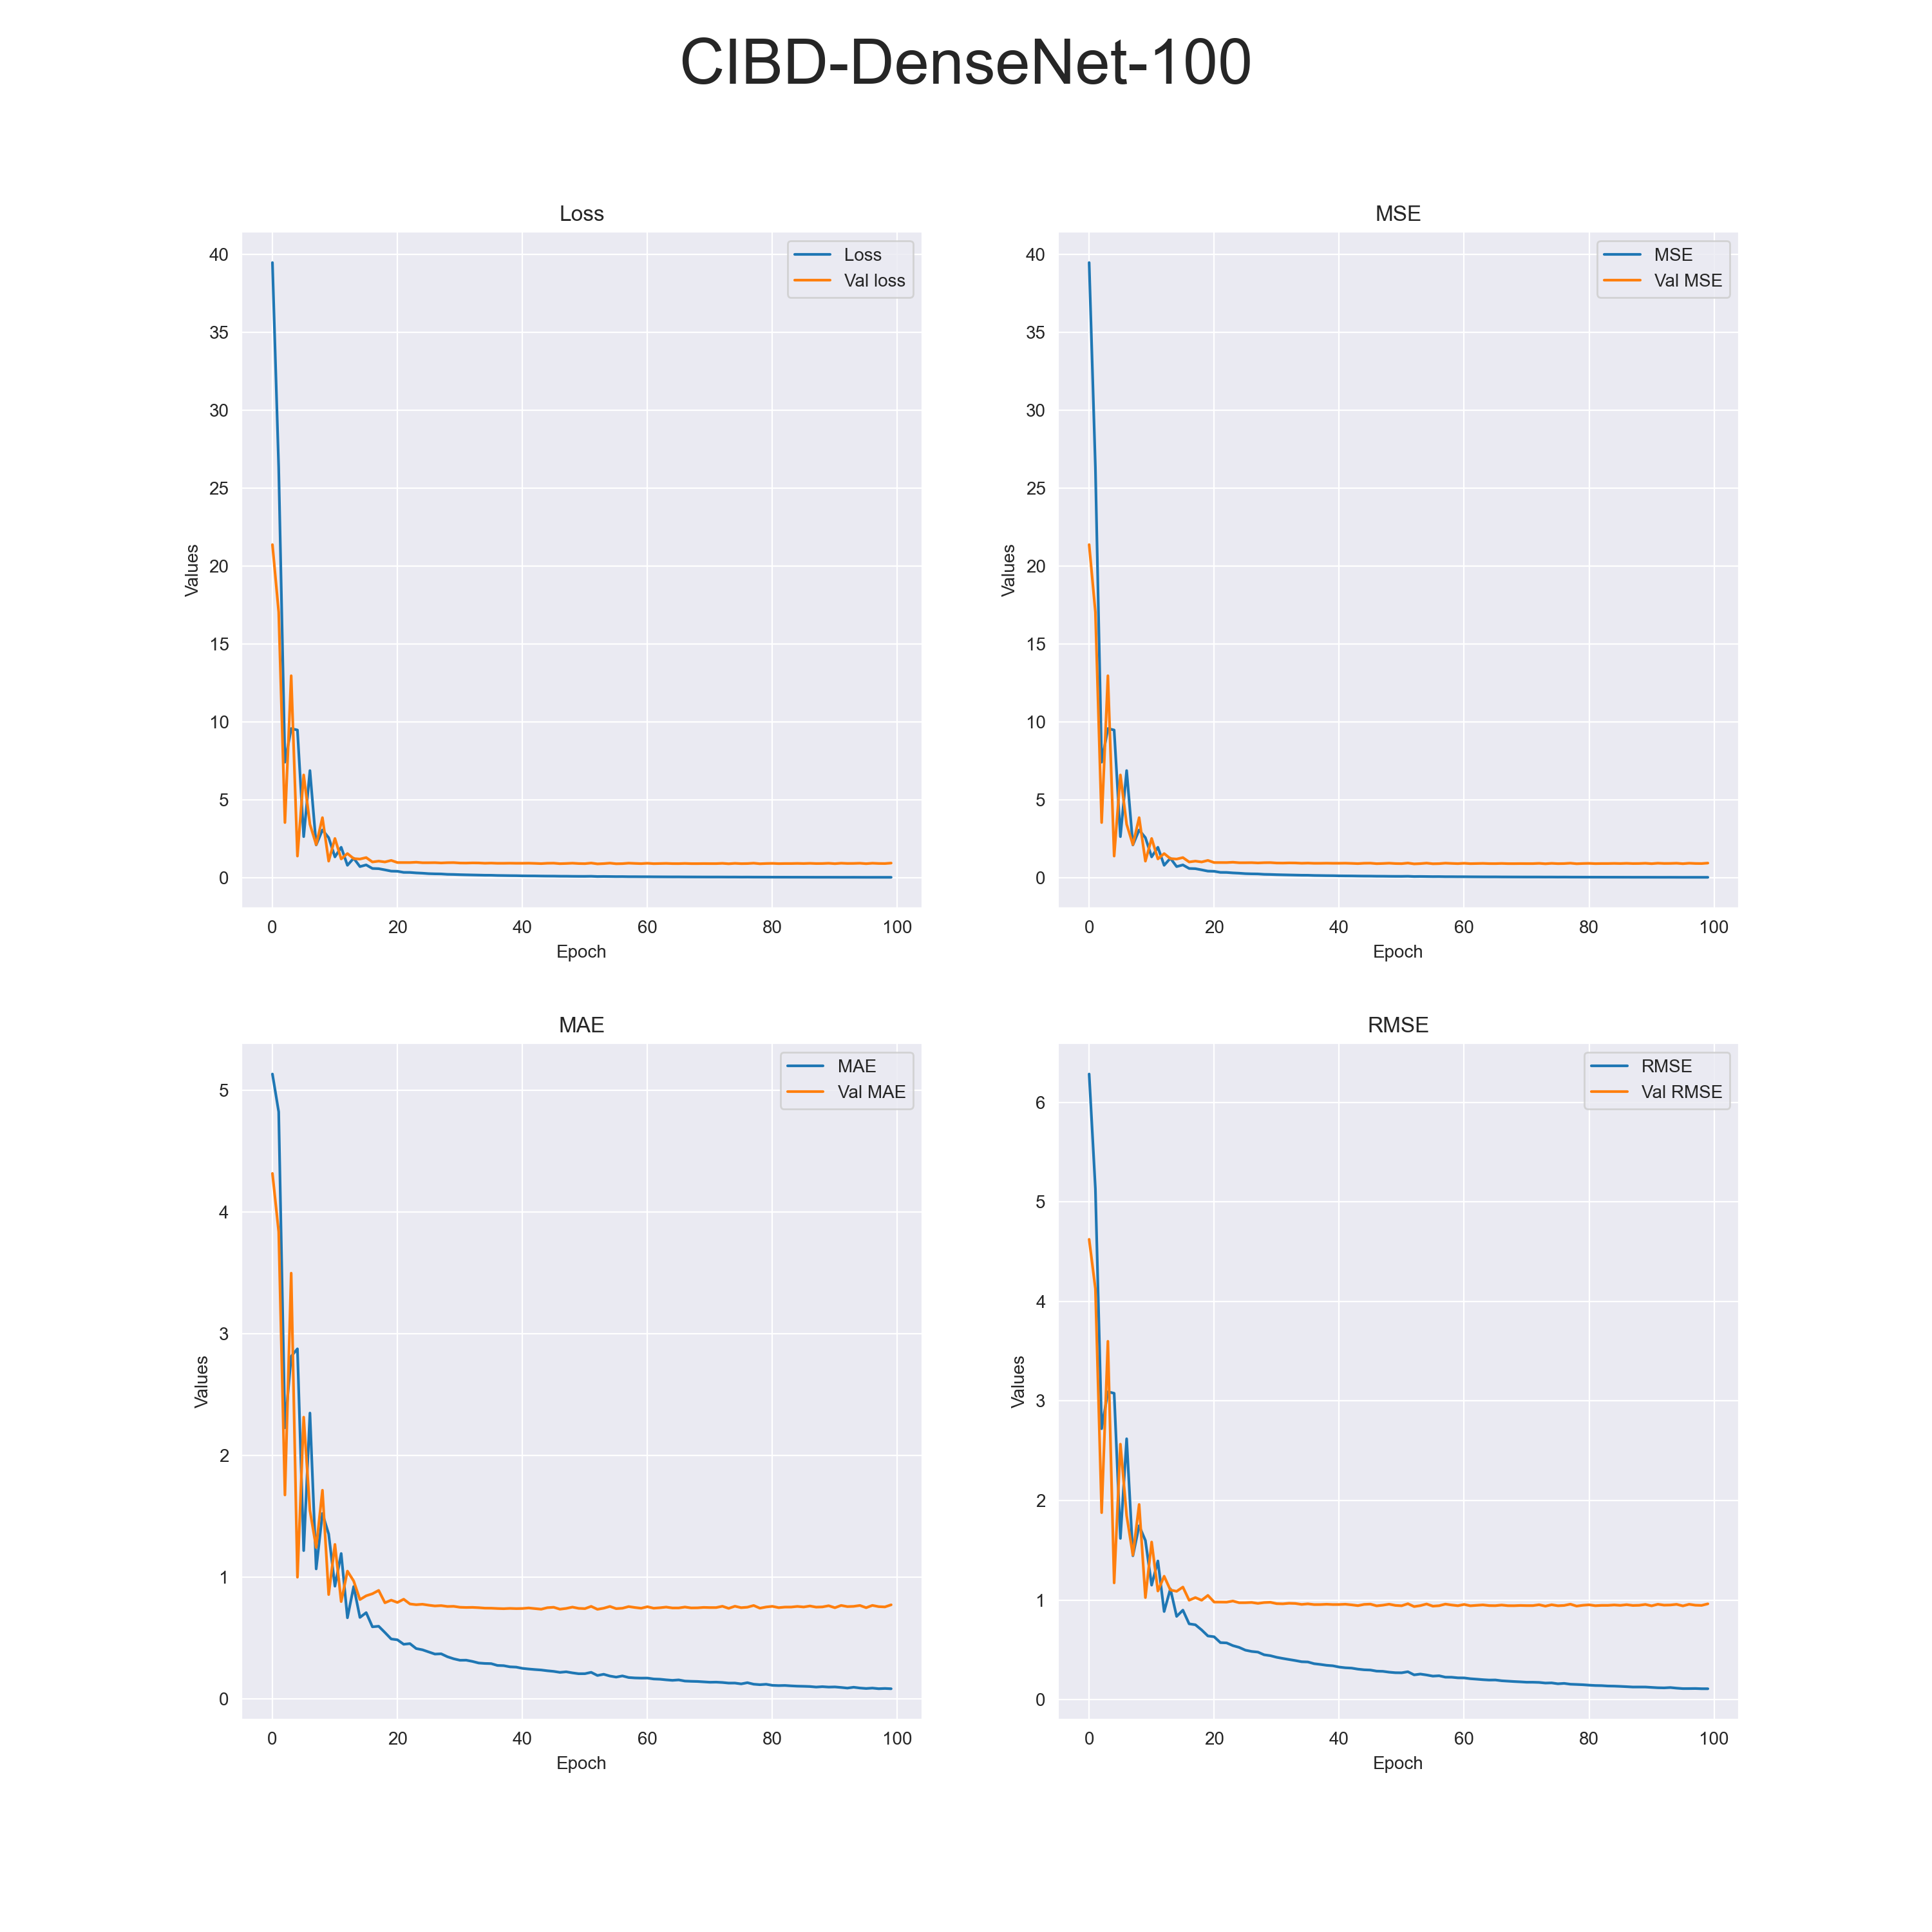 CIBD-DenseNet-100
Loss
40
35
30
25
20
15
10
5
0
Values
0 20 40 60 80 100
Epoch
Loss
Val loss
MSE
40
35
30
25
20
15
10
5
0
Values
0 20 40 60 80 100
Epoch
MSE
Val MSE
MAE
5
4
3
2
1
0
Values
0 20 40 60 80 100
Epoch
MAE
Val MAE
RMSE
6
5
4
3
2
1
0
Values
0 20 40 60 80 100
Epoch
RMSE
Val RMSE